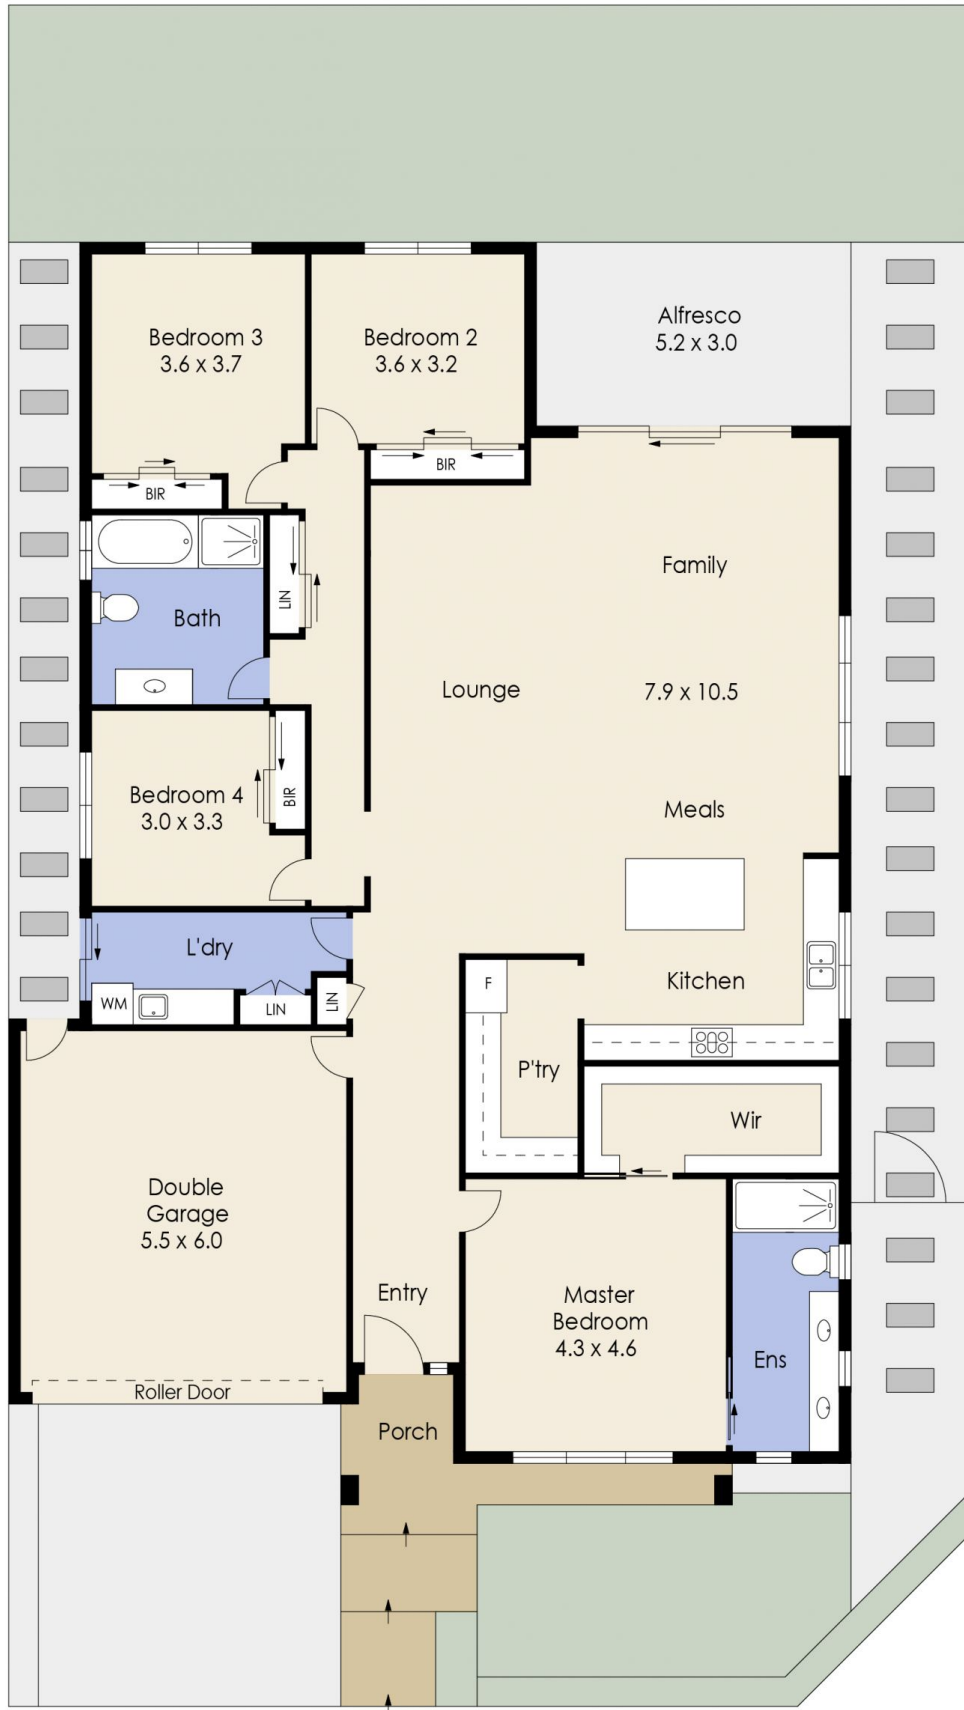 Bedroom 3
3.6 x 3.7
Bedroom 2
3.6 x 3.2
Alfresco
5.2 x 3.0
BIR
BIR
Family
LIN
Bath
Lounge
7.9 x 10.5
Bedroom 4
3.0 x 3.3
BIR
Meals
L'dry
WM
LIN
LIN
F
Kitchen
P'try
Wir
Double
Garage
5.5 x 6.0
Entry
Master
Bedroom
4.3 x 4.6
Ens
Roller Door
Porch